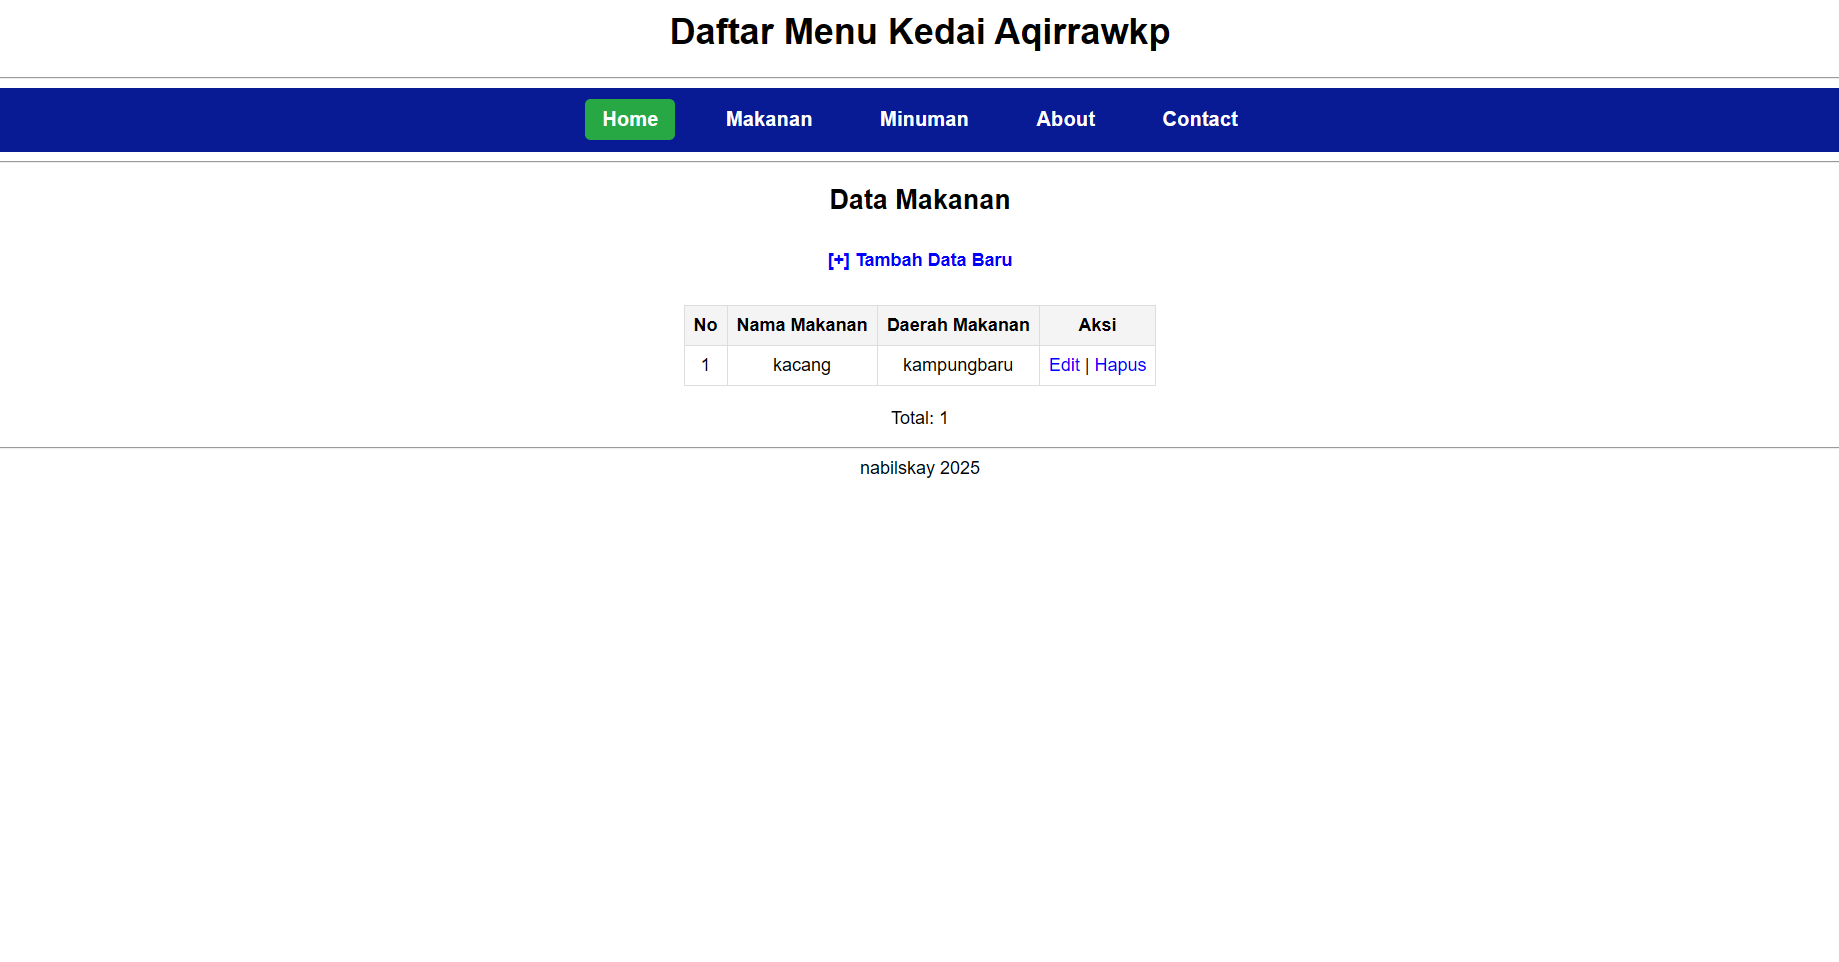 Daftar Menu Kedai Aqirrawkp
Home Makanan Minuman About Contact
Data Makanan
[+] Tambah Data Baru
No Nama Makanan Daerah Makanan Aksi
1 kacang kampungbaru Edit | Hapus
Total: 1
nabilskay 2025